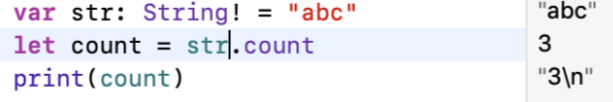 var str: String! = "abc" "abc"
let count = str.count 3
print(count) "3\n"